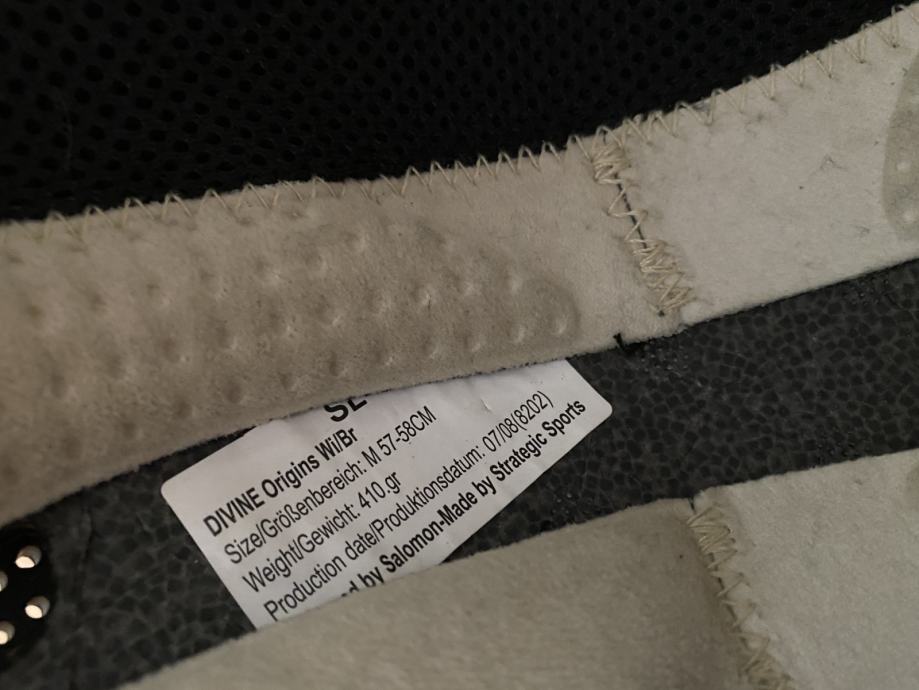 DIVINE Origins Wi/Br
Size/Größenbereich: M 57-58CM
Weight/Gewicht: 410.gr
Production date/Produktionsdatum: 07/08(8202)
by Salomon-Made by Strategic Sports